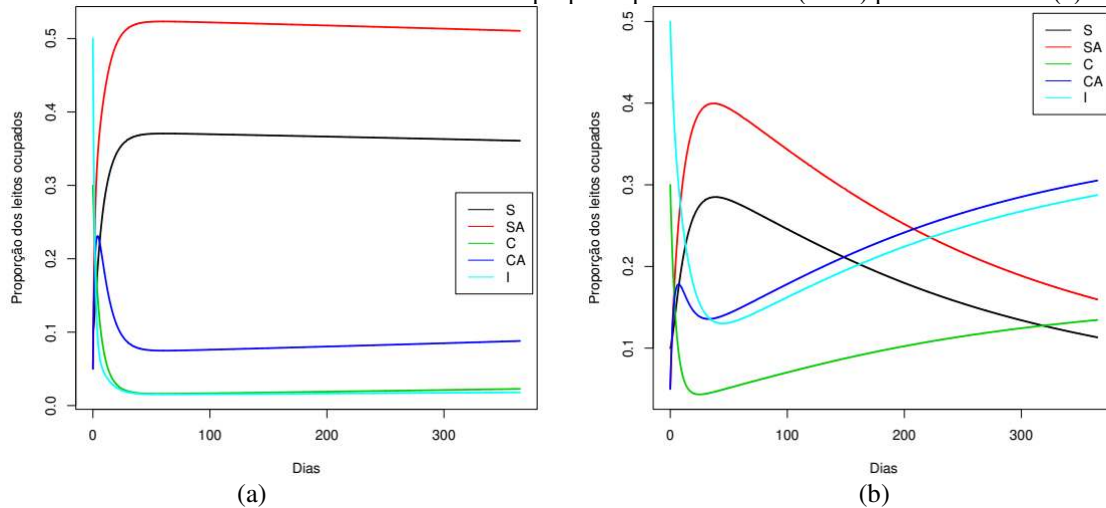 S
SA
C
CA
I
Proporção dos leitos ocupados
0.5
0.4
0.3
0.2
0.1
0.0
0 100 200 300
Dias
(a)
S
SA
C
CA
I
Proporção dos leitos ocupados
0.5
0.4
0.3
0.2
0.1
0 100 200 300
Dias
(b)